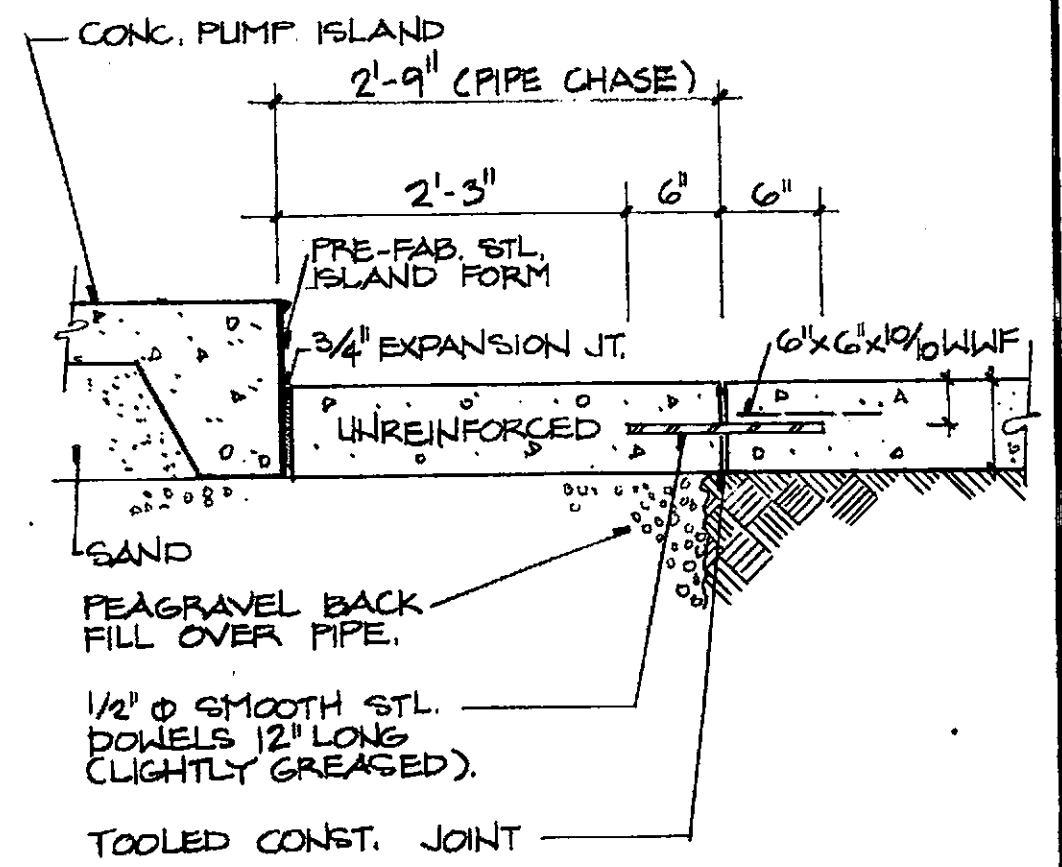 CONC. PUMP ISLAND
2'-9" (PIPE CHASE)
2'-3"
6"
6"
PRE-FAB. STL.
ISLAND FORM
3/4" EXPANSION JT.
6"x6"x10/10 WWF
UNREINFORCED
SAND
PEAGRAVEL BACK
FILL OVER PIPE.
1/2" Φ SMOOTH STL.
DOWELS 12" LONG
(LIGHTLY GREASED).
TOOLED CONST. JOINT